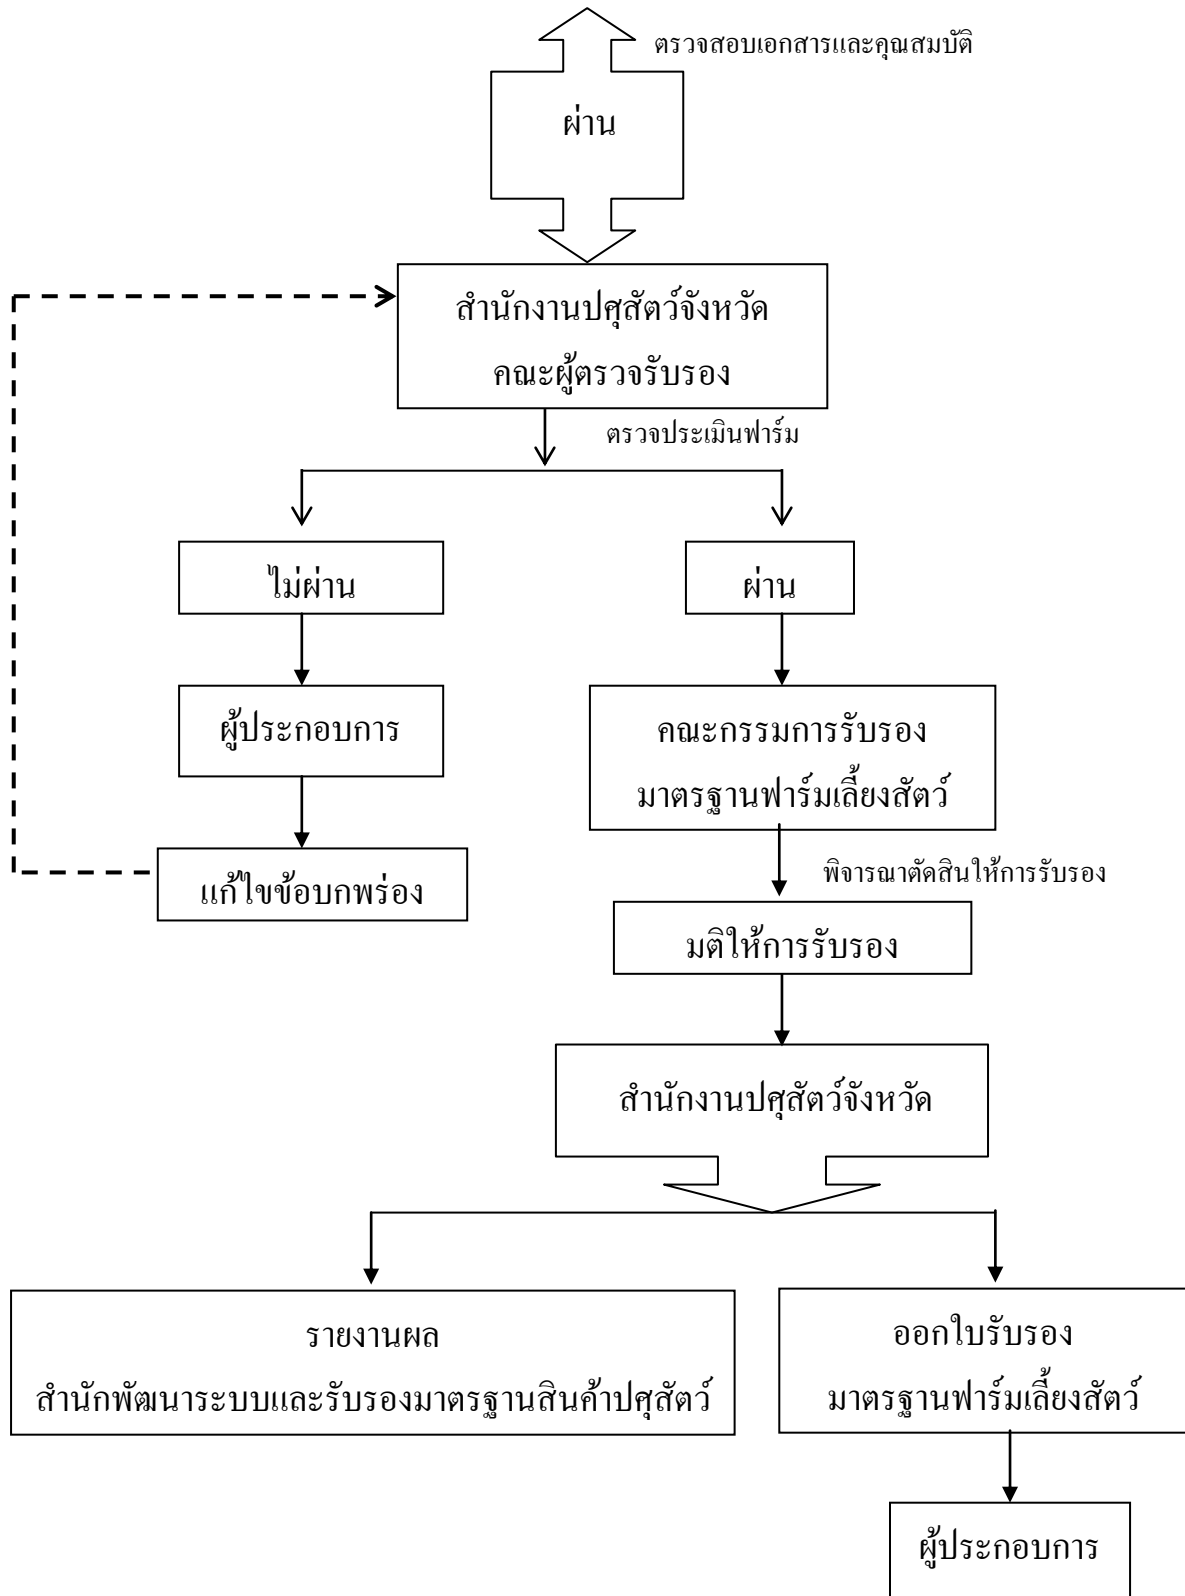 ตรวจสอบเอกสารและคุณสมบัติ
ผ่าน
สำนักงานปศุสัตว์จังหวัด
คณะผู้ตรวจรับรอง
ตรวจประเมินฟาร์ม
ไม่ผ่าน
ผ่าน
ผู้ประกอบการ
คณะกรรมการรับรอง
มาตรฐานฟาร์มเลี้ยงสัตว์
แก้ไขข้อบกพร่อง
พิจารณาตัดสินให้การรับรอง
มติให้การรับรอง
สำนักงานปศุสัตว์จังหวัด
รายงานผล
สำนักพัฒนาระบบและรับรองมาตรฐานสินค้าปศุสัตว์
ออกใบรับรอง
มาตรฐานฟาร์มเลี้ยงสัตว์
ผู้ประกอบการ